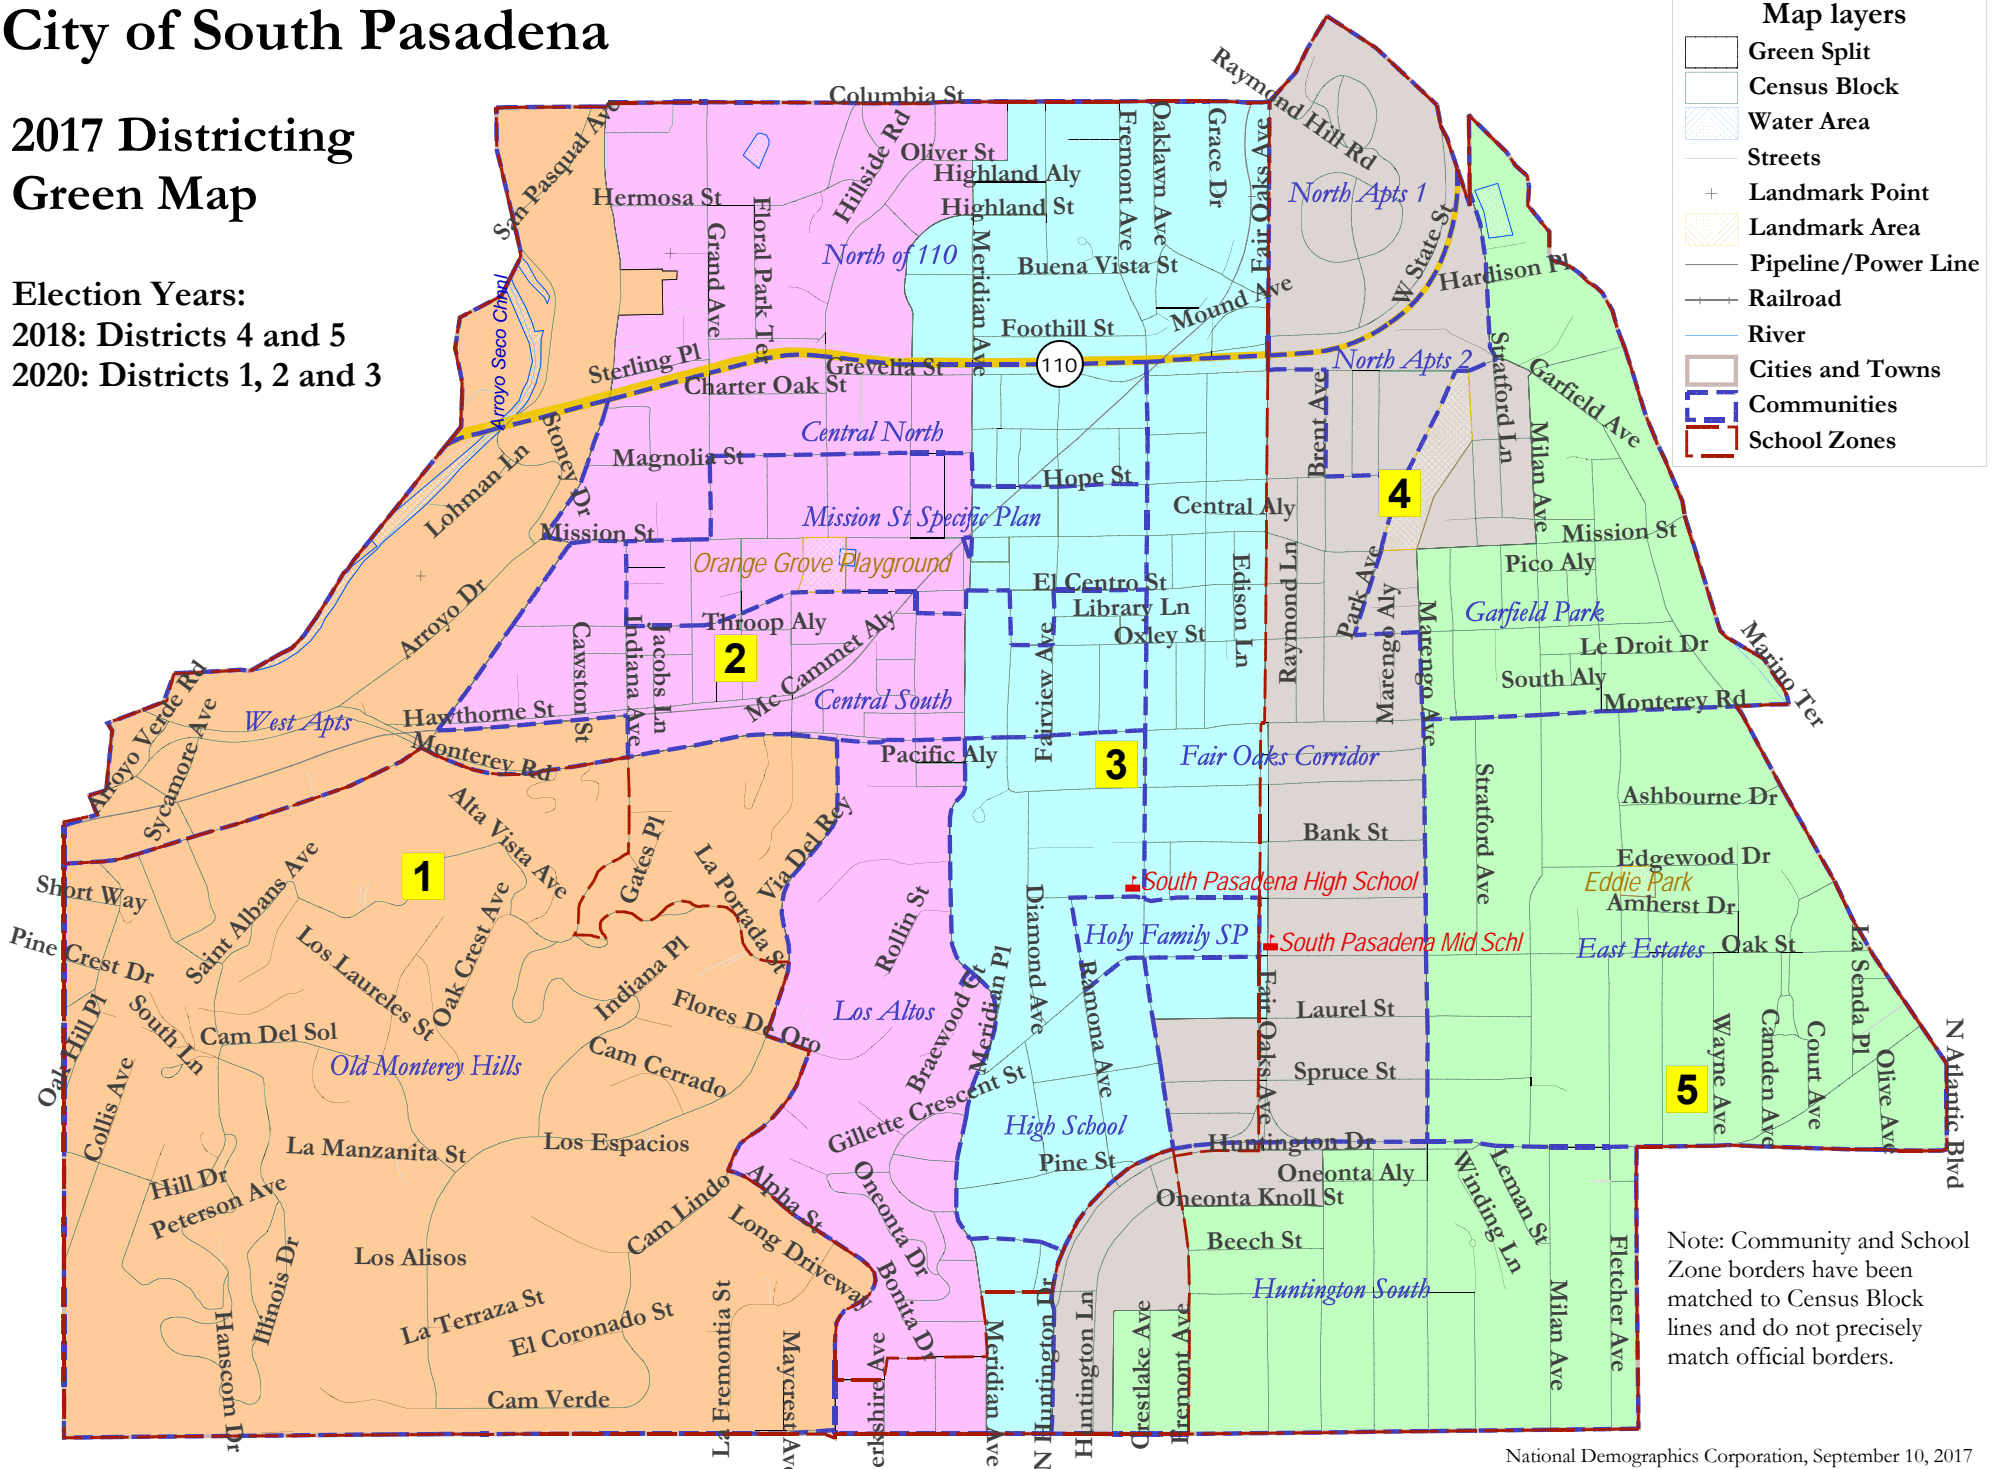 City of South Pasadena
2017 Districting
Green Map
Election Years:
2018: Districts 4 and 5
2020: Districts 1, 2 and 3
Map layers
Green Split
Census Block
Water Area
Streets
Landmark Point
Landmark Area
Pipeline/Power Line
Railroad
River
Cities and Towns
Communities
School Zones
Columbia St
Raymond Hill Rd
San Pasqual Ave
Hillside Rd
Oliver St
Highland Aly
Highland St
Fremont Ave
Oaklawn Ave
Grace Dr
Fair Oaks Ave
North Apts 1
Hermosa St
Grand Ave
Floral Park Ter
North of 110
Meridian Ave
Buena Vista St
Mound Ave
W State St
Hardison Pl
Arroyo Seco Chnl
Foothill St
Sterling Pl
Grevelia St
110
North Apts 2
Stratford Ln
Garfield Ave
Charter Oak St
Central North
Brent Ave
Milan Ave
Stoney Dr
Lohman Ln
Magnolia St
Hope St
4
Central Aly
Mission St Specific Plan
Mission St
Mission St
Orange Grove Playground
Pico Aly
Edison Ln
Raymond Ln
Park Ave
Marengo Aly
Marengo Ave
Garfield Park
El Centro St
Library Ln
Oxley St
Arroyo Dr
Throop Aly
Cawston St
Indiana Ave
Jacobs Ln
2
Mc Cammet Aly
Fairview Ave
Le Droit Dr
South Aly
Monterey Rd
Marino Ter
Central South
West Apts
Hawthorne St
Monterey Rd
Arroyo Verde Rd
Sycamore Ave
Pacific Aly
3
Fair Oaks Corridor
Stratford Ave
Ashbourne Dr
Alta Vista Ave
Gates Pl
La Portada St
Via Del Rey
Bank St
Edgewood Dr
Eddie Park
Amherst Dr
1
Short Way
Saint Albans Ave
Oak Crest Ave
South Pasadena High School
Holy Family SP
South Pasadena Mid Schl
East Estates
Oak St
La Senda Pl
Pine Crest Dr
Los Laureles St
Indiana Pl
Rollin St
Diamond Ave
Ramona Ave
Meridian Pl
Braewood Ct
Flores De Oro
Los Altos
Fair Oaks Ave
Laurel St
Oak Hill Pl
South Ln
Cam Del Sol
Old Monterey Hills
Cam Cerrado
Collis Ave
Spruce St
5
Wayne Ave
Camden Ave
Court Ave
Olive Ave
N Atlantic Blvd
Gillette Crescent St
High School
La Manzanita St
Los Espacios
Huntington Dr
Pine St
Oneonta Aly
Oneonta Knoll St
Winding Ln
Leman St
Hill Dr
Peterson Ave
Cam Lindo
Alpha St
Oneonta Dr
Long Driveway
Beech St
Illinois Dr
Los Alisos
Bonita Dr
Huntington South
Fletcher Ave
Milan Ave
Hanscom Dr
La Terraza St
El Coronado St
La Fremontia St
Maycrest Av
erkshire Ave
Meridian Ave
N Huntington Dr
Huntington Ln
Crestlake Ave
Fremont Ave
Cam Verde
Note: Community and School
Zone borders have been
matched to Census Block
lines and do not precisely
match official borders.
National Demographics Corporation, September 10, 2017